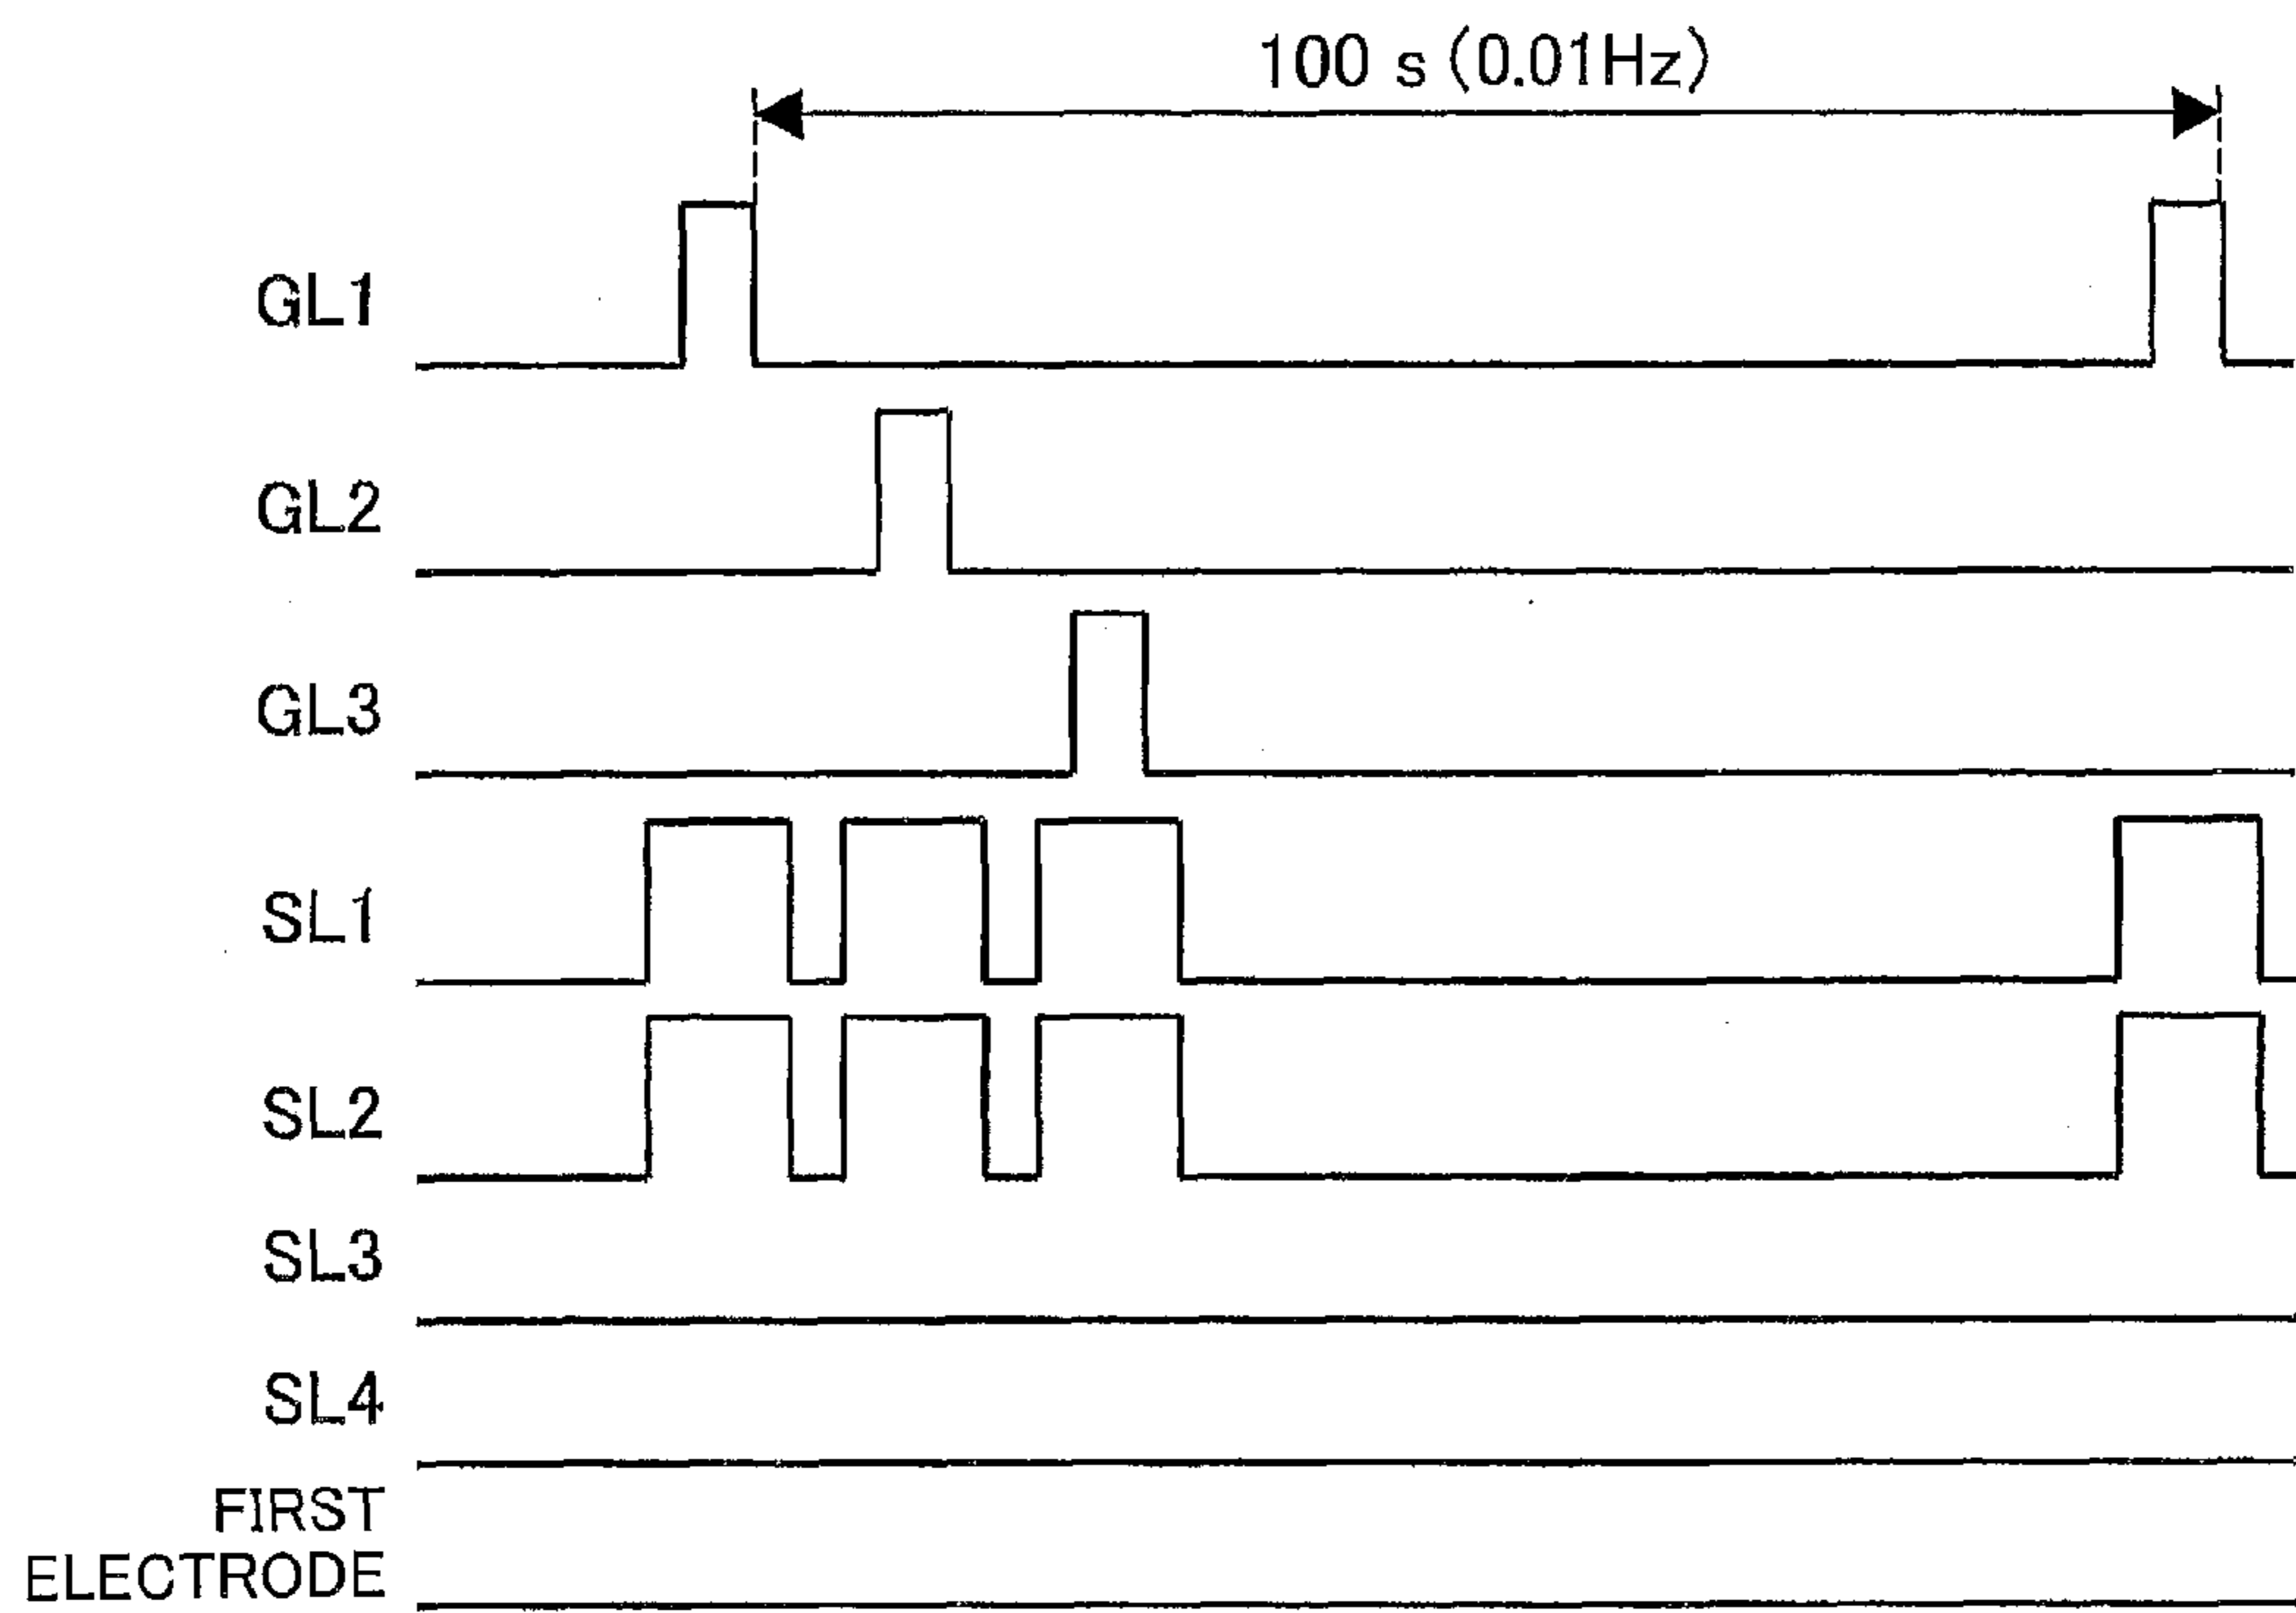 100 s (0.01Hz)
GL1
GL2
GL3
SL1
SL2
SL3
SL4
FIRST
ELECTRODE